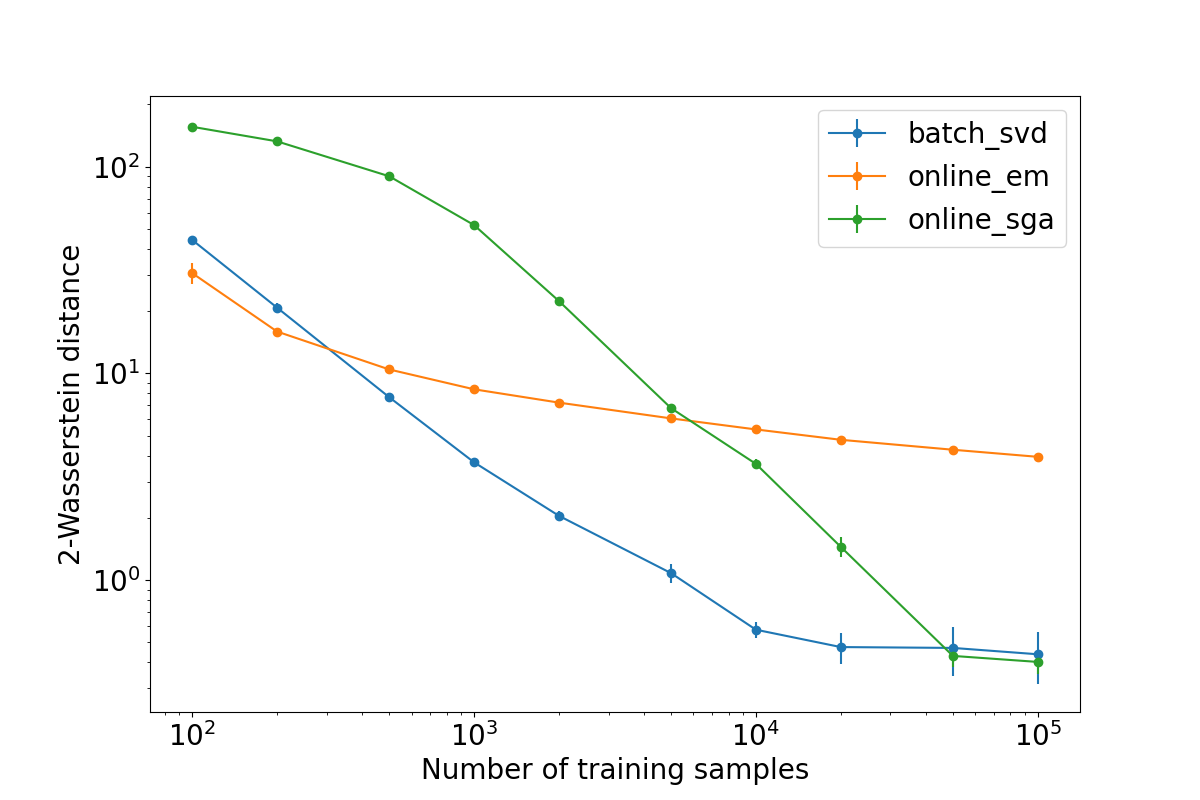 batch_svd
online_em
online_sga
2-Wasserstein distance
10²
10¹
10⁰
10² 10³ 10⁴ 10⁵
Number of training samples